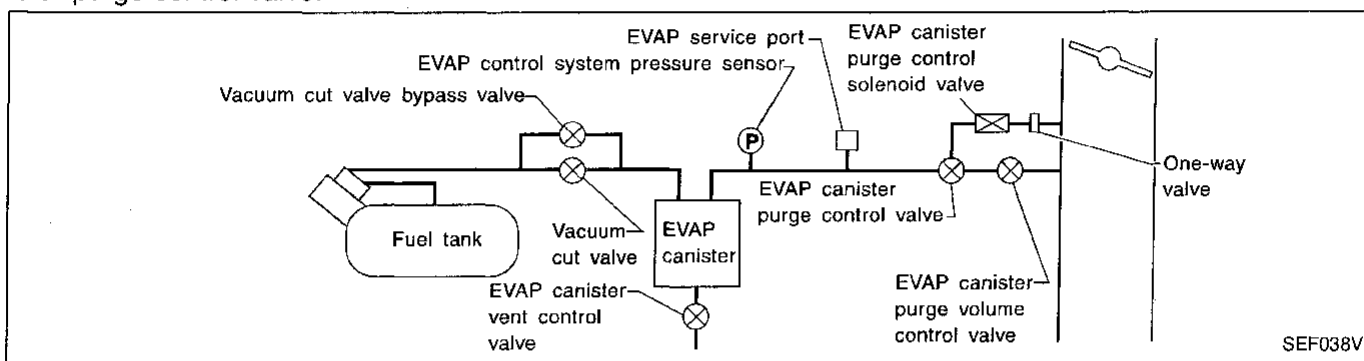 EVAP service port
EVAP canister
purge control
solenoid valve
EVAP control system pressure sensor
Vacuum cut valve bypass valve
P
One-way
valve
EVAP canister
purge control valve
Fuel tank
Vacuum
cut valve
EVAP
canister
EVAP canister
vent control
valve
EVAP canister
purge volume
control valve
SEF038V